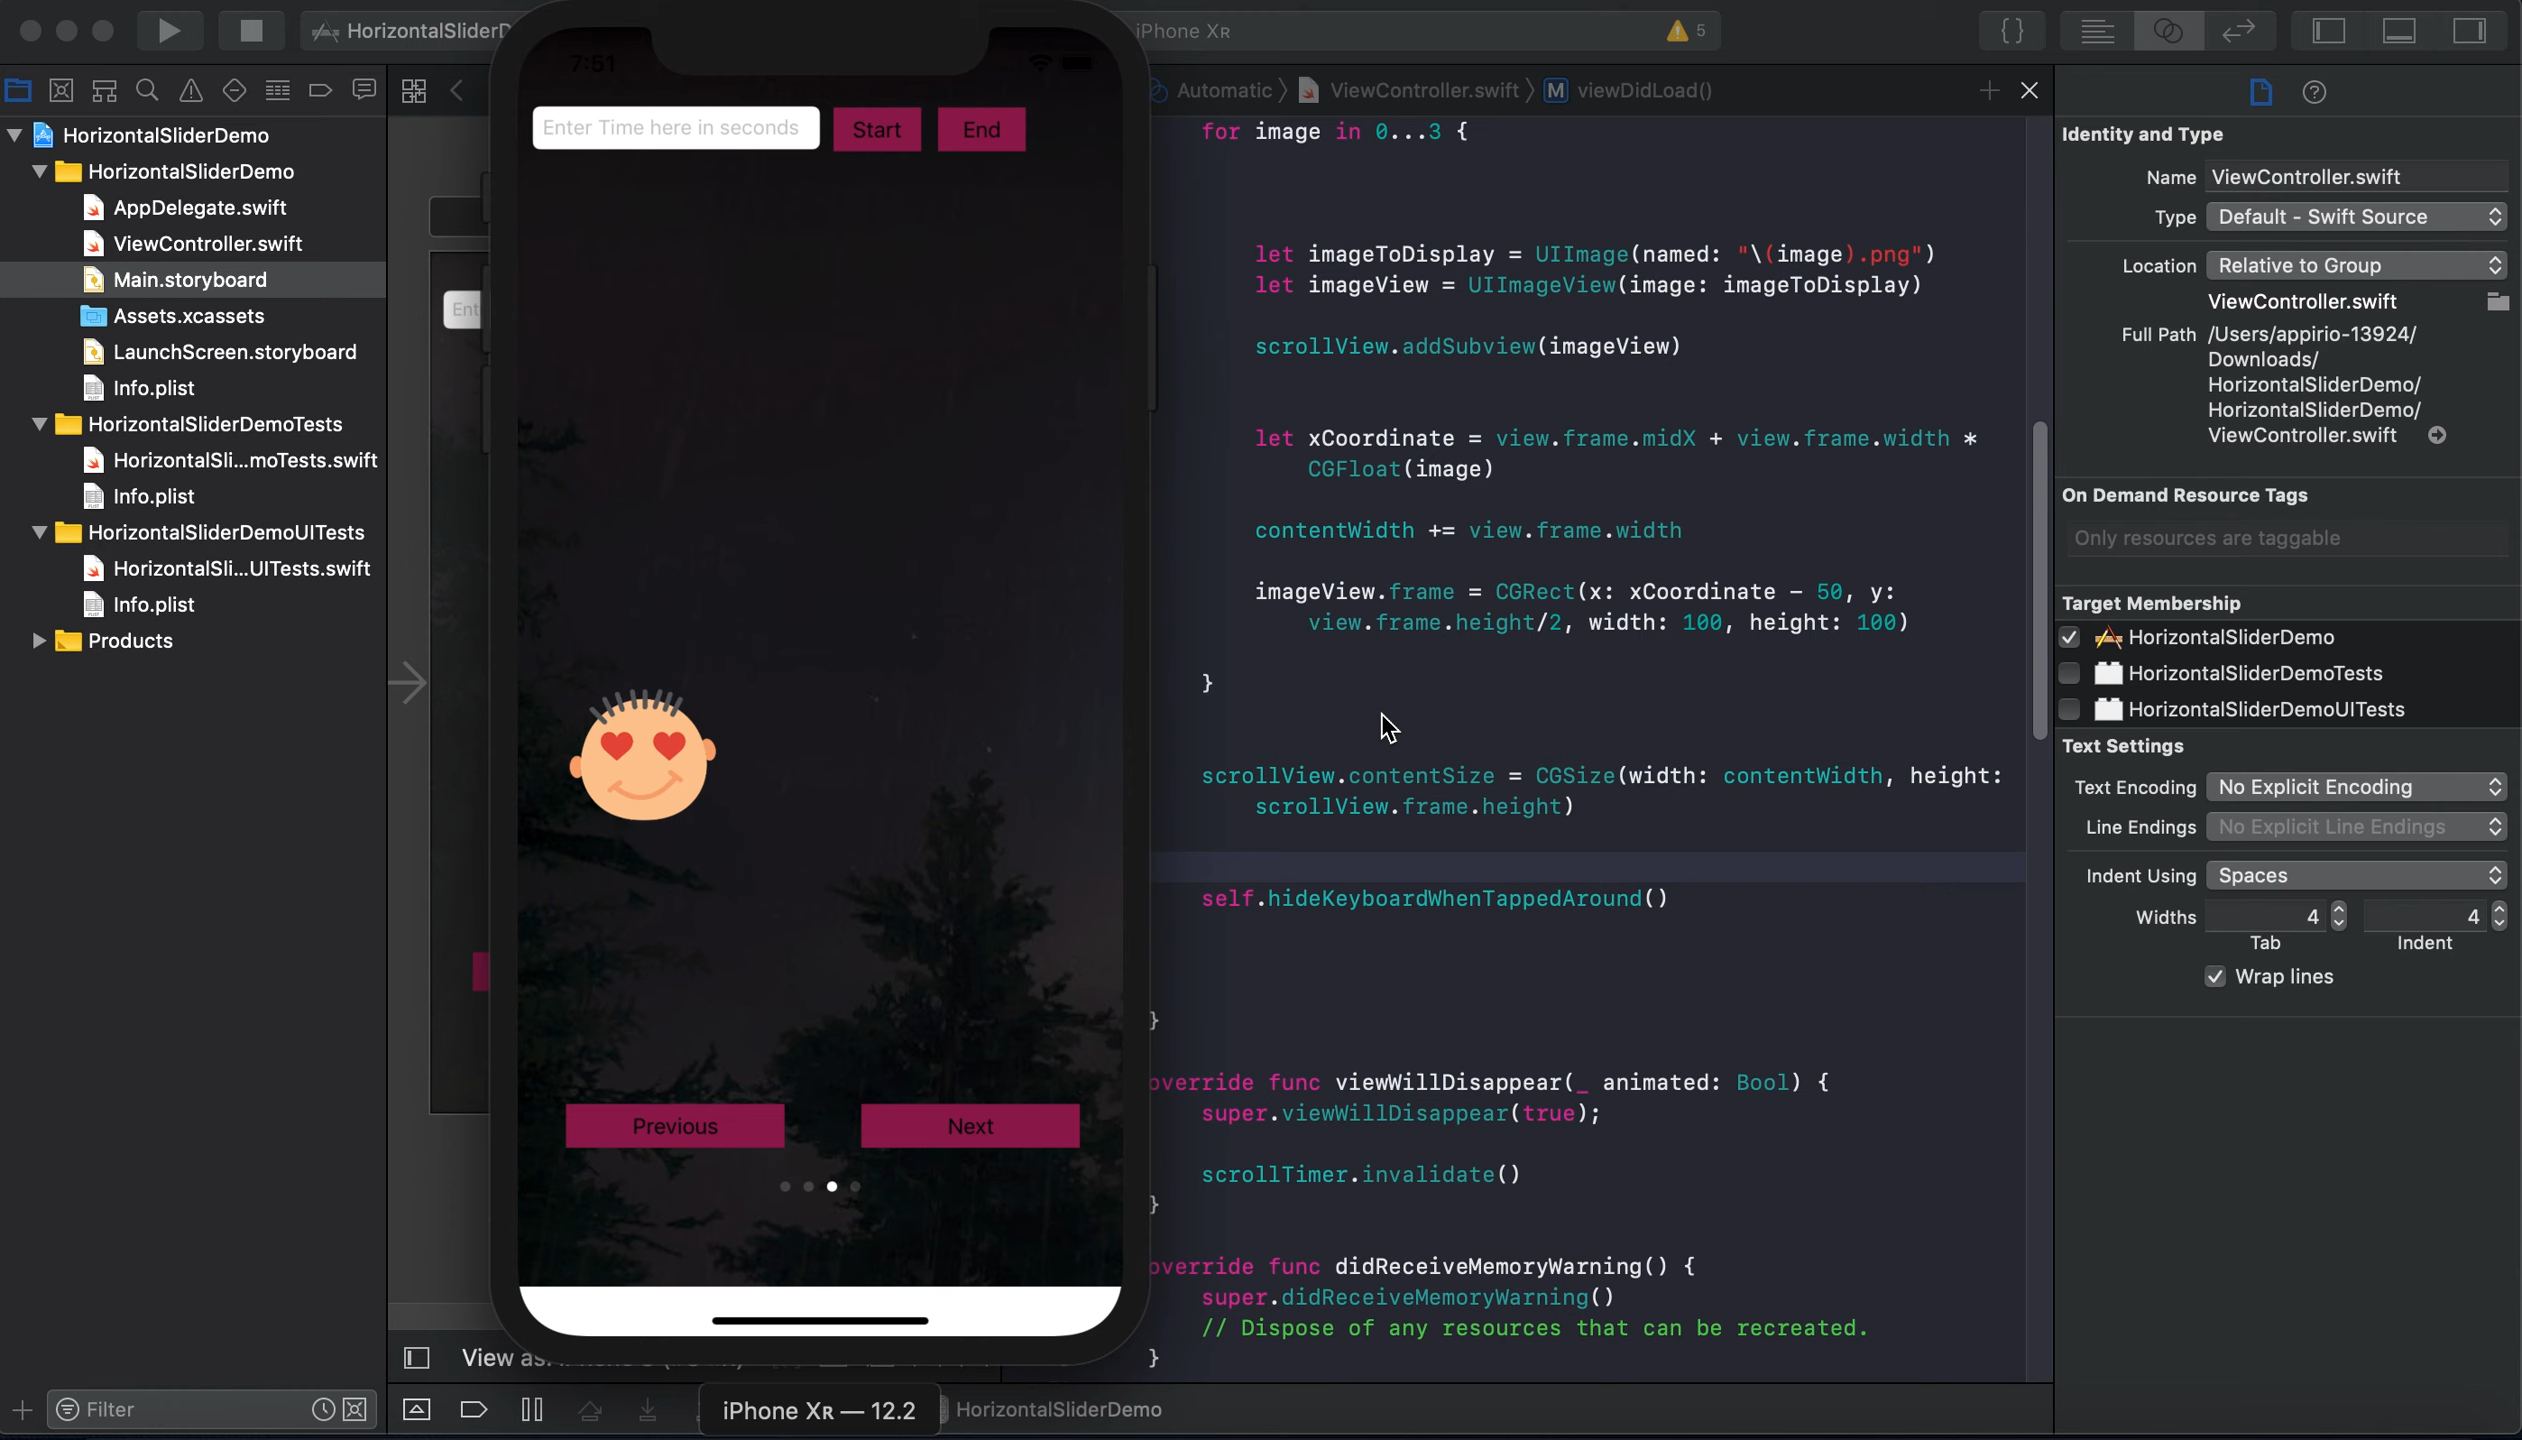 HorizontalSliderD
iPhone XR
5
Automatic
ViewController.swift
M
viewDidLoad()
HorizontalSliderDemo
HorizontalSliderDemo
AppDelegate.swift
ViewController.swift
Main.storyboard
Assets.xcassets
LaunchScreen.storyboard
Info.plist
HorizontalSliderDemoTests
HorizontalSli...moTests.swift
Info.plist
HorizontalSliderDemoUITests
HorizontalSli...UITests.swift
Info.plist
Products
Filter
Ent
7:51
Enter Time here in seconds
Start
End
Previous
Next
View as:
iPhone XR — 12.2
HorizontalSliderDemo
for image in 0...3 {
let imageToDisplay = UIImage(named: "\(image).png")
let imageView = UIImageView(image: imageToDisplay)
scrollView.addSubview(imageView)
let xCoordinate = view.frame.midX + view.frame.width *
CGFloat(image)
contentWidth += view.frame.width
imageView.frame = CGRect(x: xCoordinate - 50, y:
view.frame.height/2, width: 100, height: 100)
}
scrollView.contentSize = CGSize(width: contentWidth, height:
scrollView.frame.height)
self.hideKeyboardWhenTappedAround()
}
override func viewWillDisappear(_ animated: Bool) {
super.viewWillDisappear(true);
scrollTimer.invalidate()
}
override func didReceiveMemoryWarning() {
super.didReceiveMemoryWarning()
// Dispose of any resources that can be recreated.
}
Identity and Type
Name ViewController.swift
Type Default - Swift Source
Location Relative to Group
ViewController.swift
Full Path /Users/appirio-13924/
Downloads/
HorizontalSliderDemo/
HorizontalSliderDemo/
ViewController.swift
On Demand Resource Tags
Only resources are taggable
Target Membership
HorizontalSliderDemo
HorizontalSliderDemoTests
HorizontalSliderDemoUITests
Text Settings
Text Encoding No Explicit Encoding
Line Endings No Explicit Line Endings
Indent Using Spaces
Widths 4 4
Tab Indent
Wrap lines